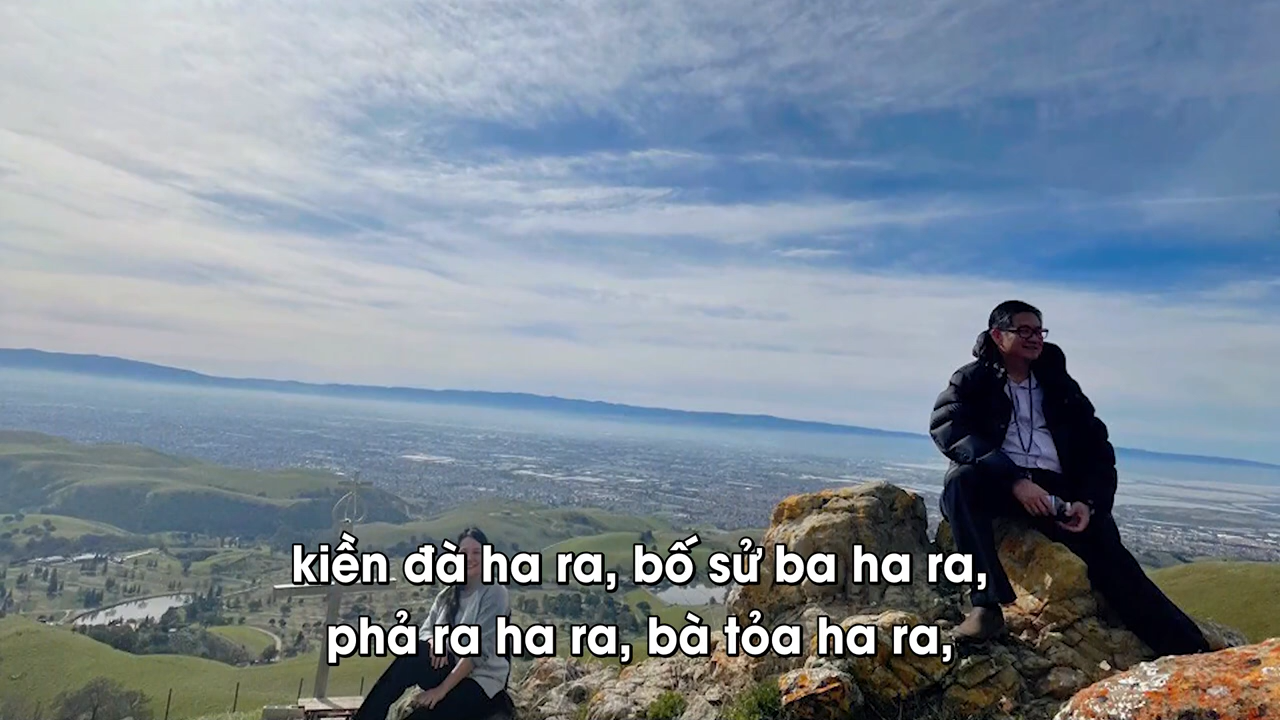 kiền đà ha ra, bố sử ba ha ra,
phả ra ha ra, bà tỏa ha ra,